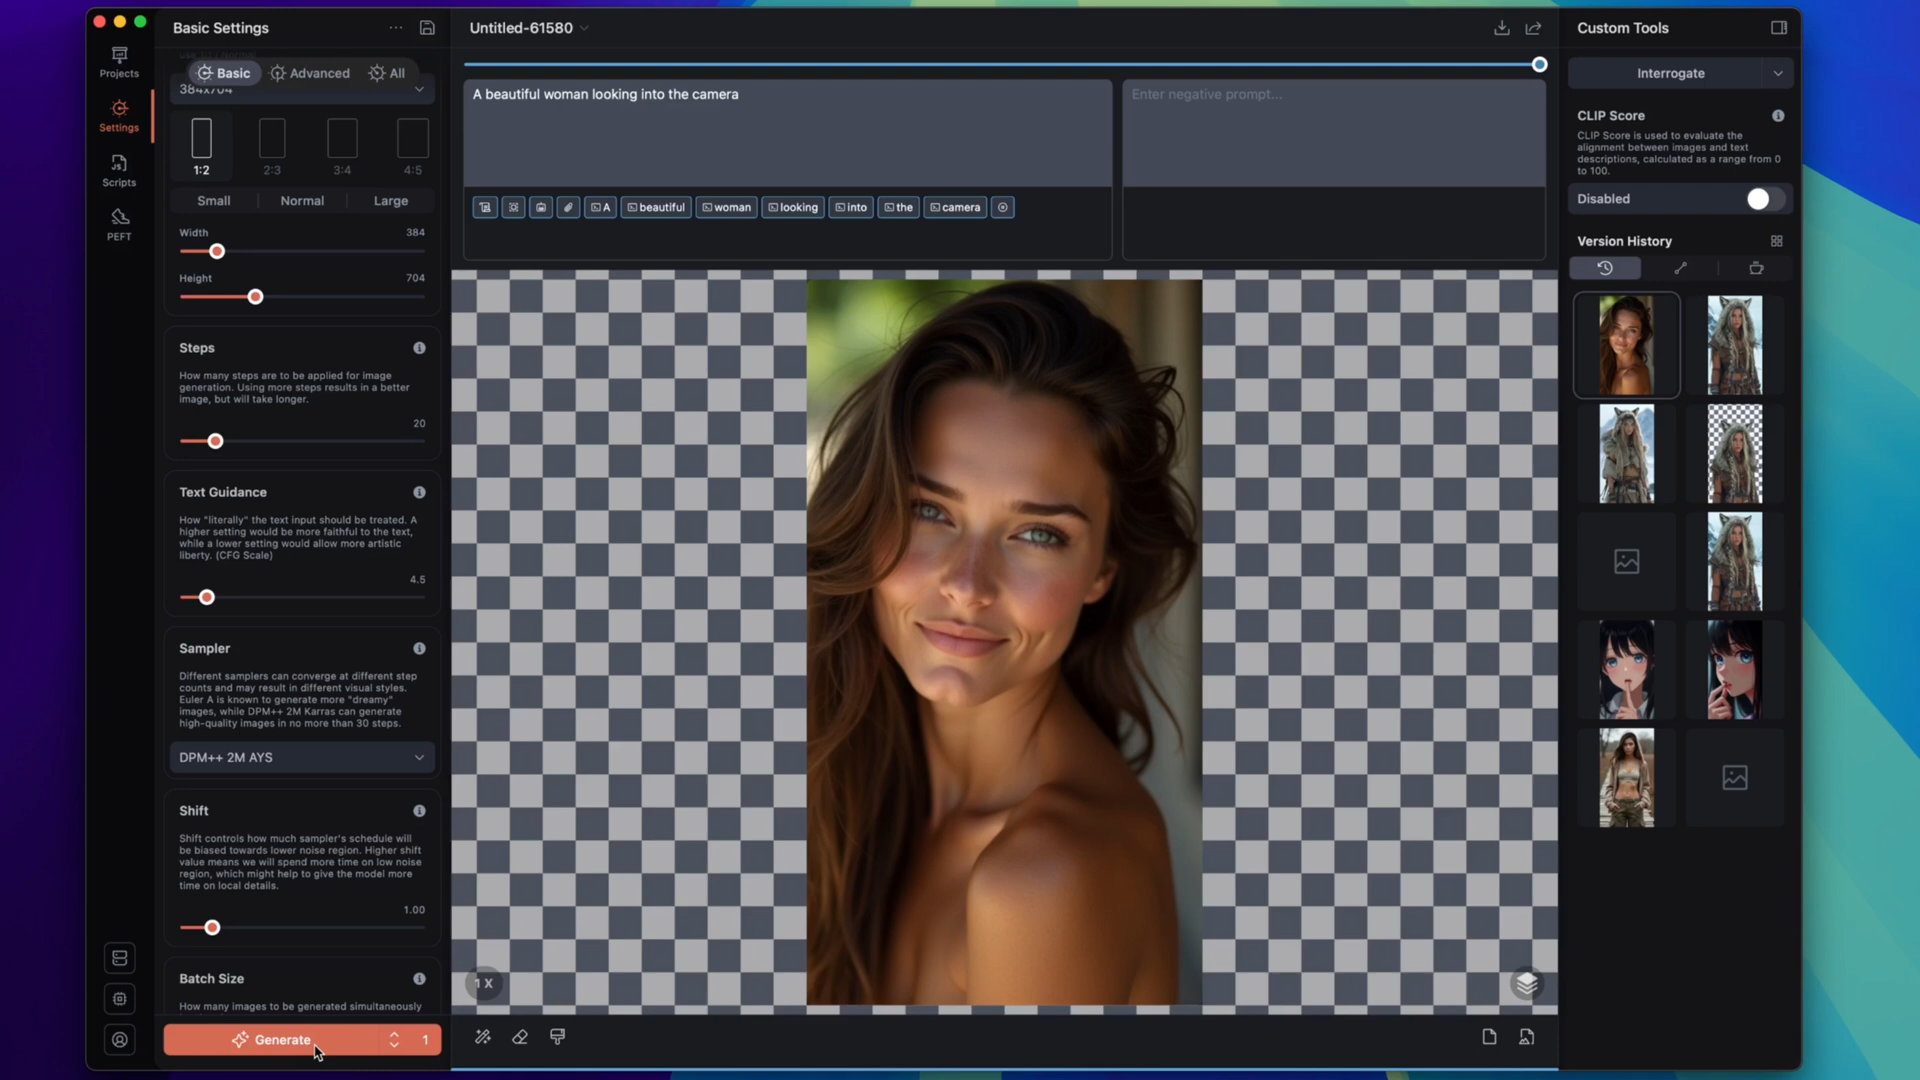 Basic Settings
Projects
Settings
Scripts
PEFT
Basic
Advanced
All
384x704
1:2
2:3
3:4
4:5
Small
Normal
Large
Width
384
Height
704
Steps
How many steps are to be applied for image
generation. Using more steps results in a better
image, but will take longer.
20
Text Guidance
How "literally" the text input should be treated. A
higher setting would be more faithful to the text,
while a lower setting would allow more artistic
liberty. (CFG Scale)
4.5
Sampler
Different samplers can converge at different step
counts and may result in different visual styles.
Euler A is known to generate more "dreamy"
images, while DPM++ 2M Karras can generate
high-quality images in no more than 30 steps.
DPM++ 2M AYS
Shift
Shift controls how much sampler's schedule will
be biased towards lower noise region. Higher shift
value means we will spend more time on low noise
region, which might help to give the model more
time on local details.
1.00
Batch Size
How many images to be generated simultaneously
Generate
1
Untitled-61580
A beautiful woman looking into the camera
Enter negative prompt...
A
beautiful
woman
looking
into
the
camera
1 X
Custom Tools
Interrogate
CLIP Score
CLIP Score is used to evaluate the
alignment between images and text
descriptions, calculated as a range from 0
to 100.
Disabled
Version History